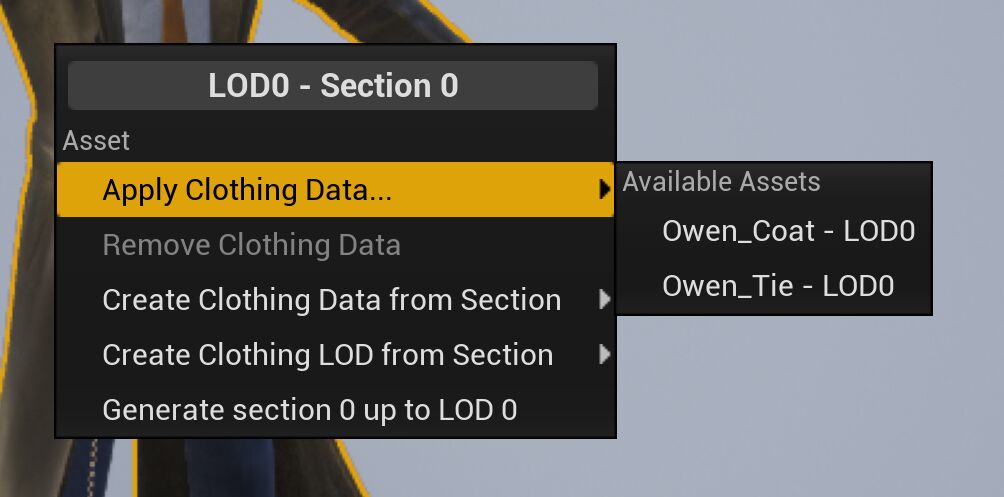 LOD0 - Section 0
Asset
Apply Clothing Data...
Available Assets
Owen_Coat - LOD0
Owen_Tie - LOD0
Remove Clothing Data
Create Clothing Data from Section
Create Clothing LOD from Section
Generate section 0 up to LOD 0